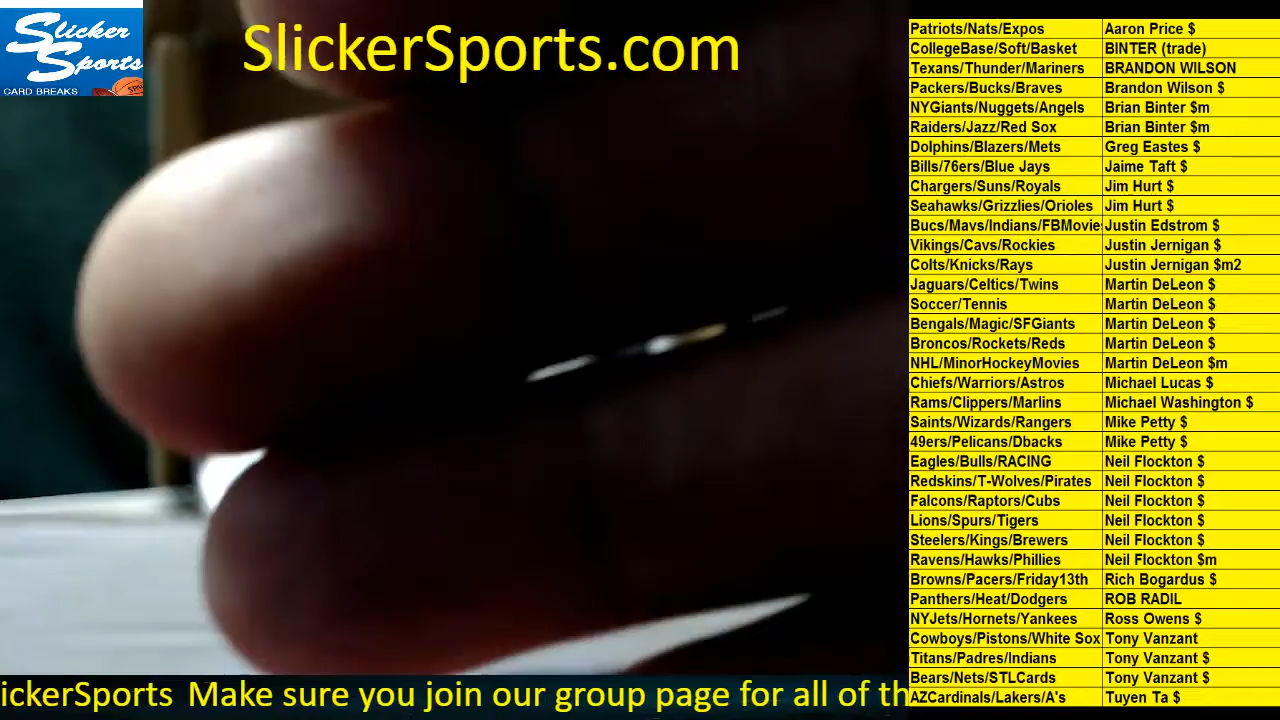 Slicker
Sports
CARD BREAKS
SlickerSports.com
Patriots/Nats/Expos Aaron Price $
CollegeBase/Soft/Basket BINTER (trade)
Texans/Thunder/Mariners BRANDON WILSON
Packers/Bucks/Braves Brandon Wilson $
NYGiants/Nuggets/Angels Brian Binter $m
Raiders/Jazz/Red Sox Brian Binter $m
Dolphins/Blazers/Mets Greg Eastes $
Bills/76ers/Blue Jays Jaime Taft $
Chargers/Suns/Royals Jim Hurt $
Seahawks/Grizzlies/Orioles Jim Hurt $
Bucs/Mavs/Indians/FBMovie Justin Edstrom $
Vikings/Cavs/Rockies Justin Jernigan $
Colts/Knicks/Rays Justin Jernigan $m2
Jaguars/Celtics/Twins Martin DeLeon $
Soccer/Tennis Martin DeLeon $
Bengals/Magic/SFGiants Martin DeLeon $
Broncos/Rockets/Reds Martin DeLeon $
NHL/MinorHockeyMovies Martin DeLeon $m
Chiefs/Warriors/Astros Michael Lucas $
Rams/Clippers/Marlins Michael Washington $
Saints/Wizards/Rangers Mike Petty $
49ers/Pelicans/Dbacks Mike Petty $
Eagles/Bulls/RACING Neil Flockton $
Redskins/T-Wolves/Pirates Neil Flockton $
Falcons/Raptors/Cubs Neil Flockton $
Lions/Spurs/Tigers Neil Flockton $
Steelers/Kings/Brewers Neil Flockton $
Ravens/Hawks/Phillies Neil Flockton $m
Browns/Pacers/Friday13th Rich Bogardus $
Panthers/Heat/Dodgers ROB RADIL
NYJets/Hornets/Yankees Ross Owens $
Cowboys/Pistons/White Sox Tony Vanzant
Titans/Padres/Indians Tony Vanzant $
Bears/Nets/STLCards Tony Vanzant $
AZCardinals/Lakers/A's Tuyen Ta $
ickerSports Make sure you join our group page for all of th